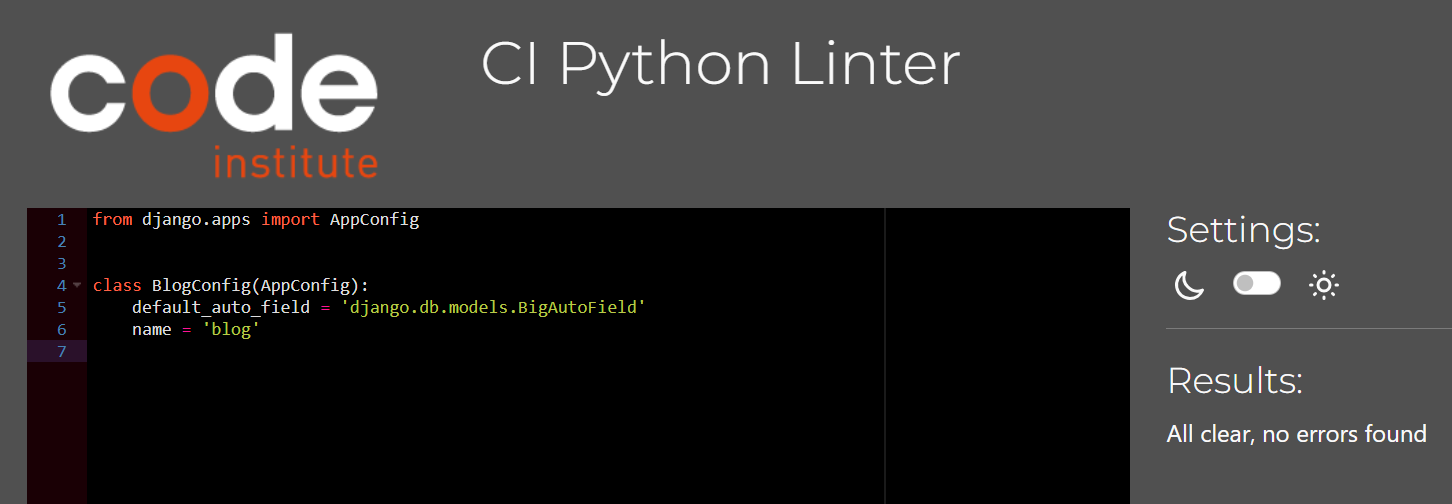 code
institute
CI Python Linter
1 from django.apps import AppConfig
2
3
4 class BlogConfig(AppConfig):
5     default_auto_field = 'django.db.models.BigAutoField'
6     name = 'blog'
7
Settings:
Results:
All clear, no errors found